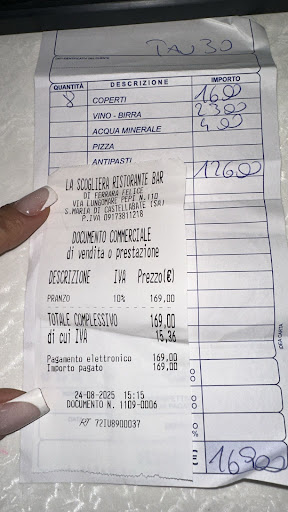 TAV 30
QUANTITÀ DESCRIZIONE IMPORTO
8 COPERTI 16,00
VINO - BIRRA 23,00
ACQUA MINERALE 4,00
PIZZA
ANTIPASTI 126,00
LA SCOGLIERA RISTORANTE BAR
DI FERRARA FELICE
VIA LUNGOMARE PEPI N.110
S.MARIA DI CASTELLABATE (SA)
P.IVA 09173811218
DOCUMENTO COMMERCIALE
di vendita o prestazione
DESCRIZIONE IVA Prezzo(€)
PRANZO 10% 169,00
TOTALE COMPLESSIVO 169,00
di cui IVA 15,36
Pagamento elettronico 169,00
Importo pagato 169,00
24-08-2025 15:15
DOCUMENTO N. 1109-0006
RT 72IU8900037
169,00